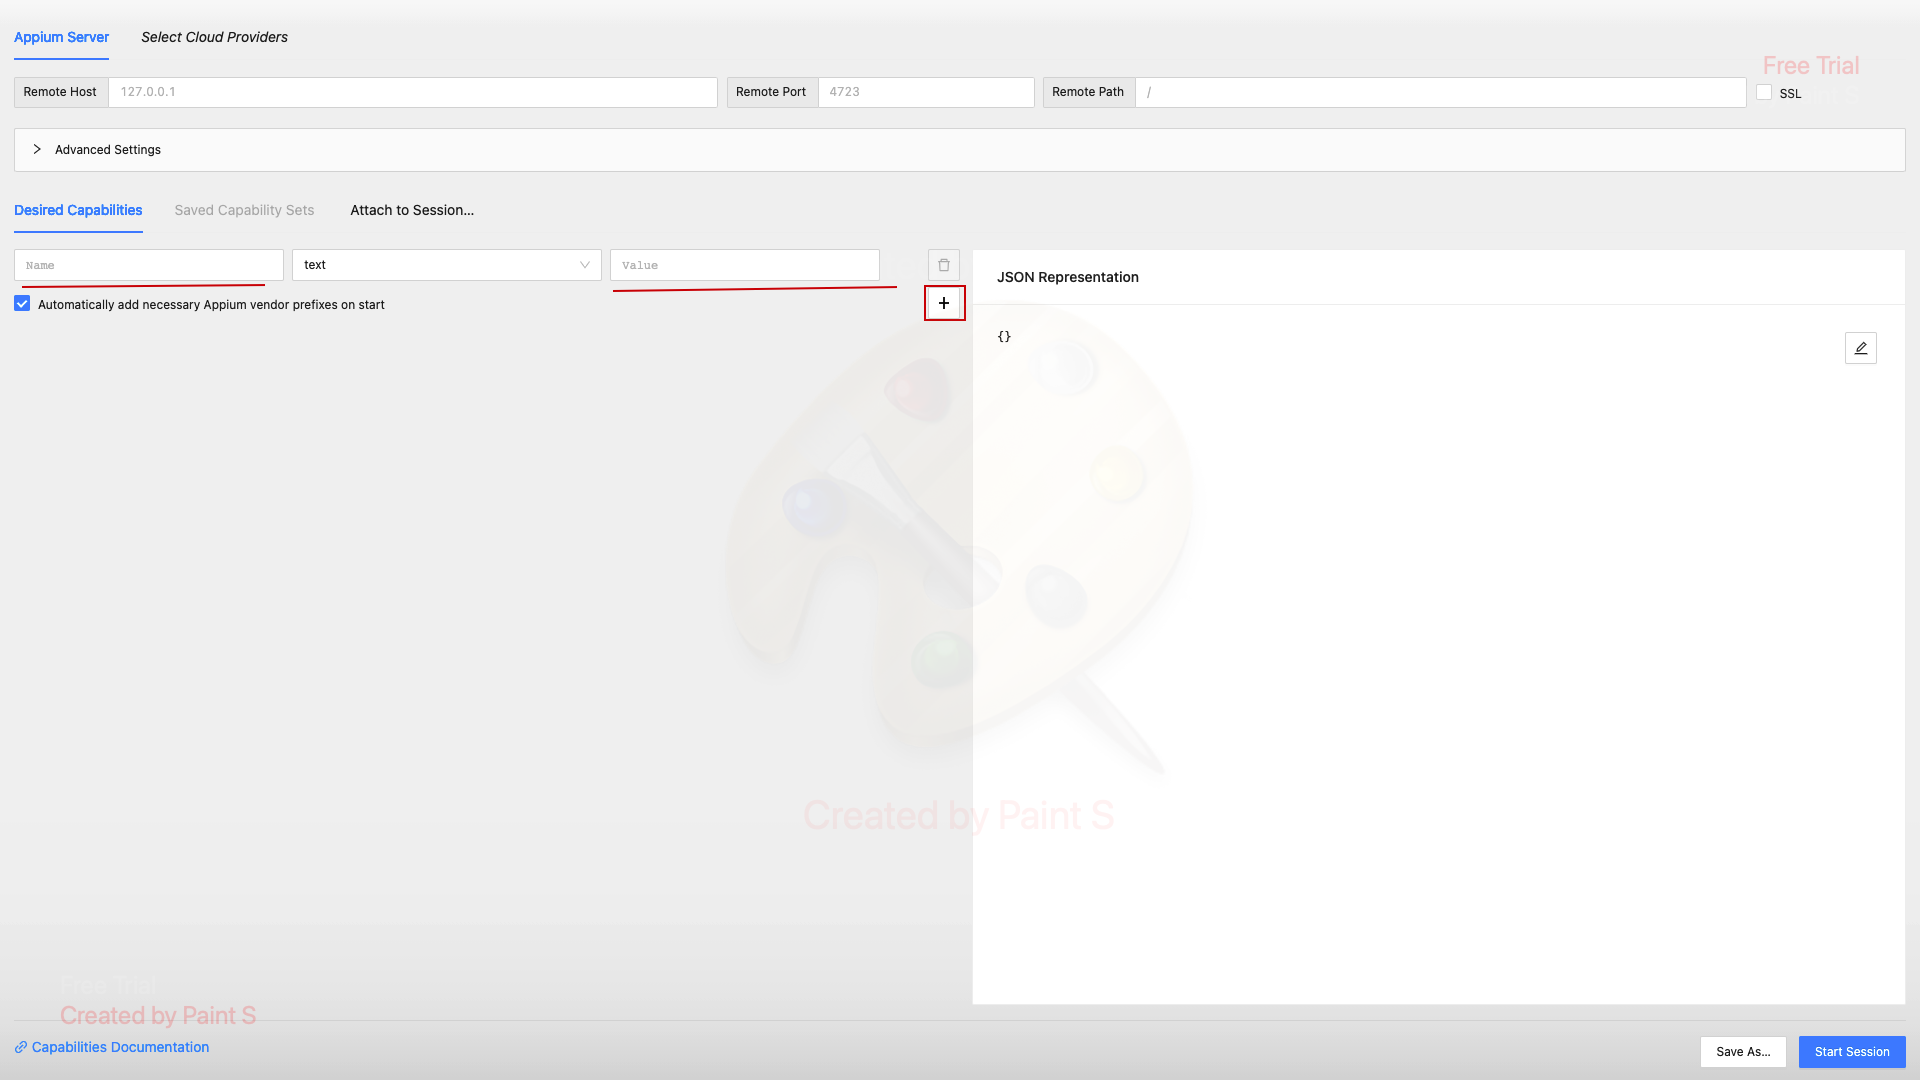 Appium Server Select Cloud Providers
Free Trial
Remote Host 127.0.0.1 Remote Port 4723 Remote Path / SSL
Advanced Settings
Desired Capabilities Saved Capability Sets Attach to Session...
Name text Value
Automatically add necessary Appium vendor prefixes on start
JSON Representation
{}
Created by Paint S
Free Trial
Created by Paint S
Capabilities Documentation
Save As... Start Session